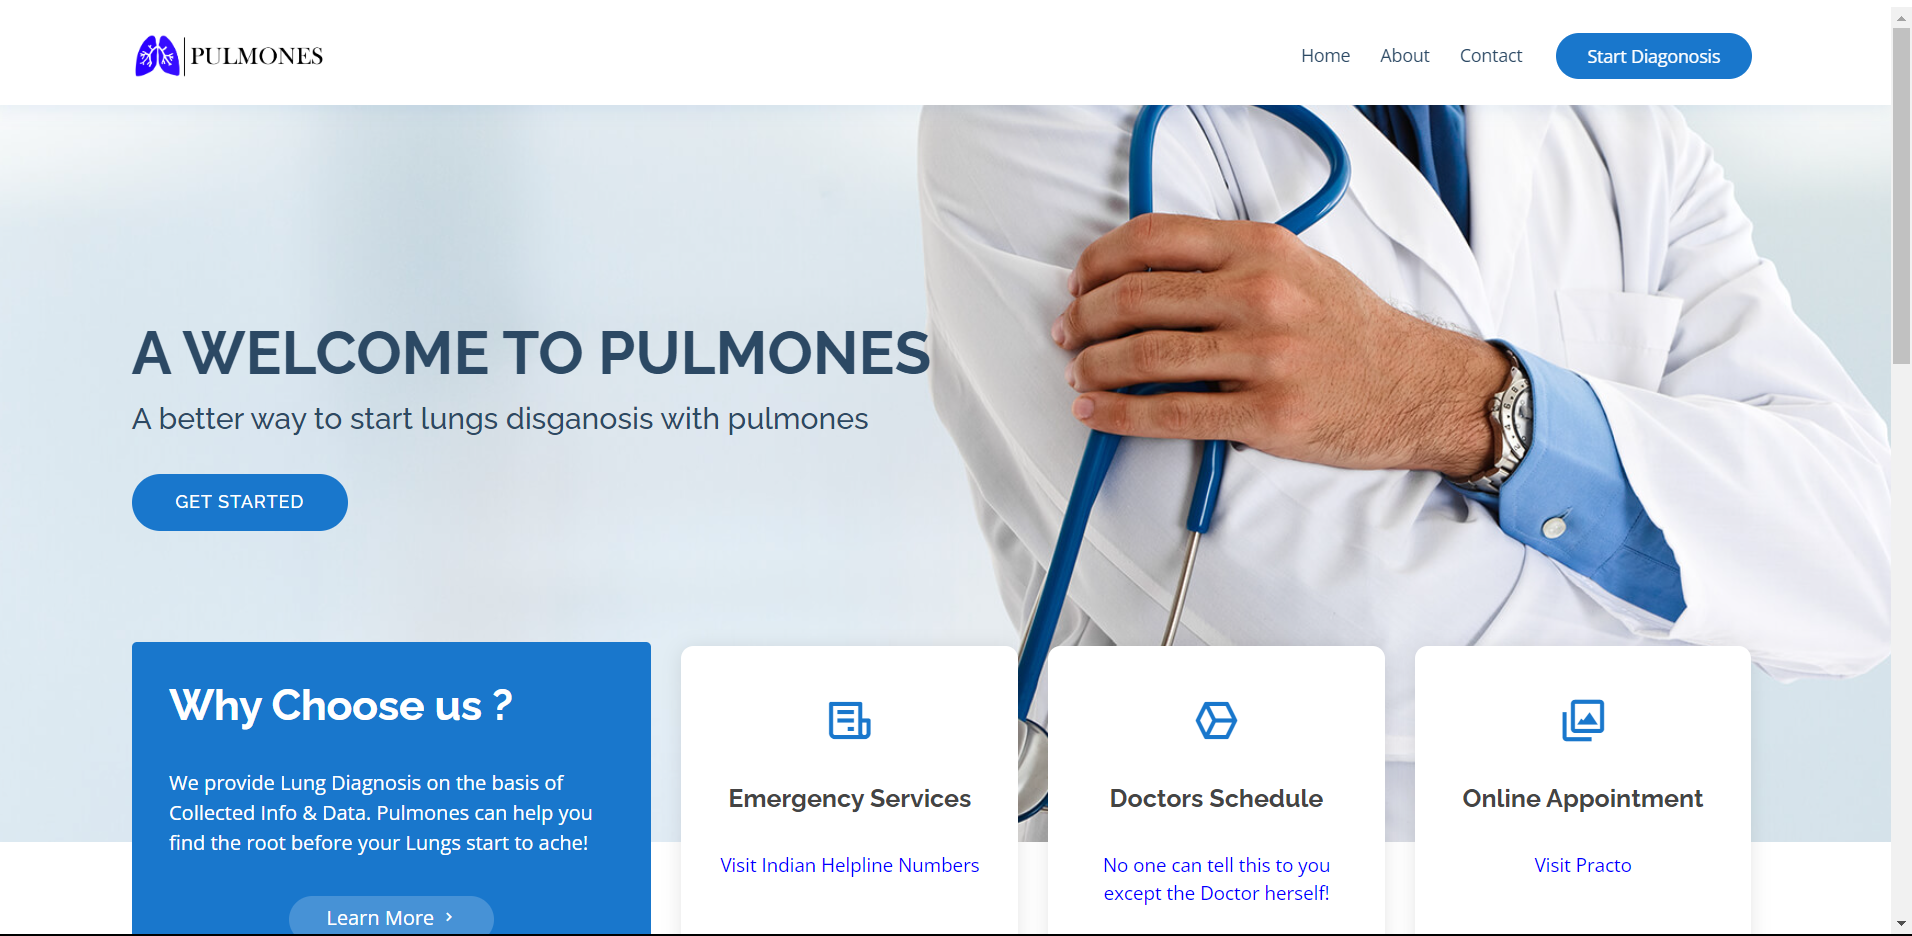 PULMONES
Home
About
Contact
Start Diagonosis
A WELCOME TO PULMONES
A better way to start lungs disganosis with pulmones
GET STARTED
Why Choose us ?
We provide Lung Diagnosis on the basis of
Collected Info & Data. Pulmones can help you
find the root before your Lungs start to ache!
Learn More
Emergency Services
Visit Indian Helpline Numbers
Doctors Schedule
No one can tell this to you
except the Doctor herself!
Online Appointment
Visit Practo